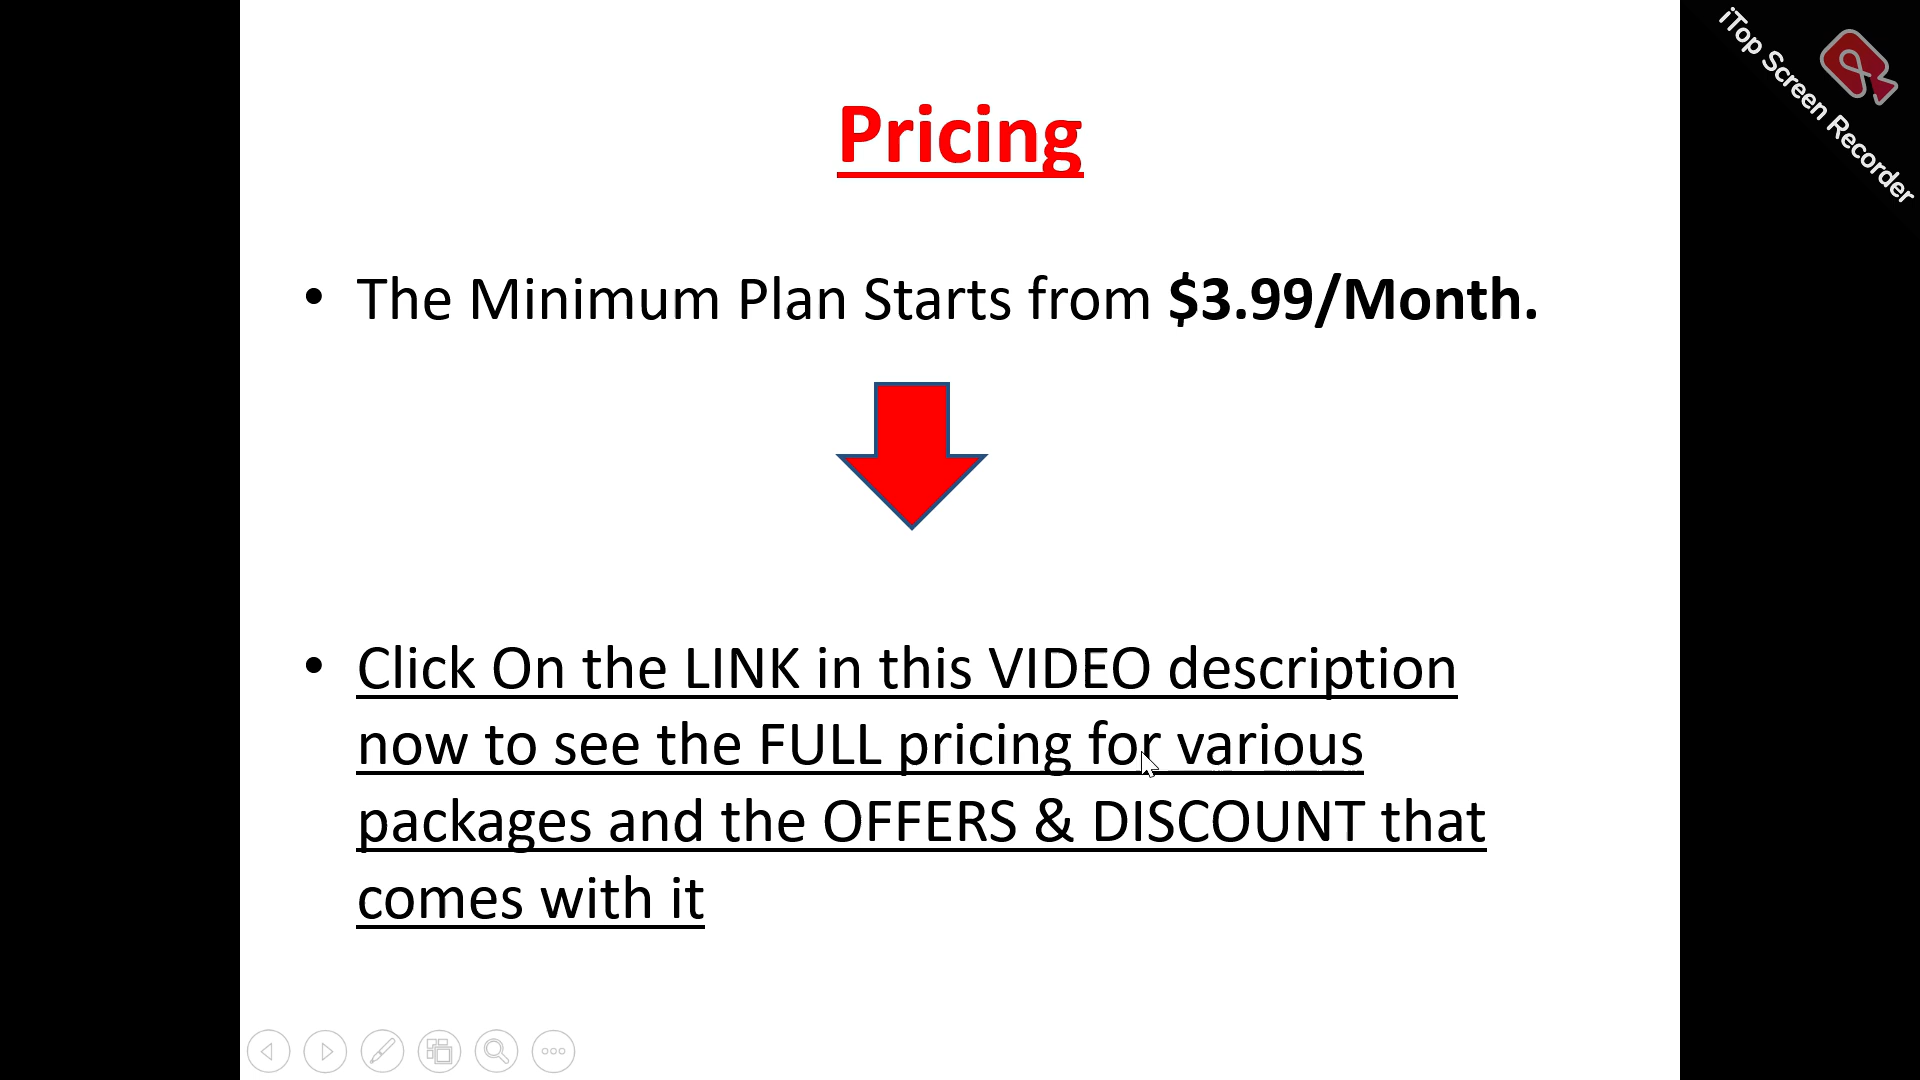 Pricing
• The Minimum Plan Starts from $3.99/Month.
• Click On the LINK in this VIDEO description
now to see the FULL pricing for various
packages and the OFFERS & DISCOUNT that
comes with it
iTop Screen Recorder